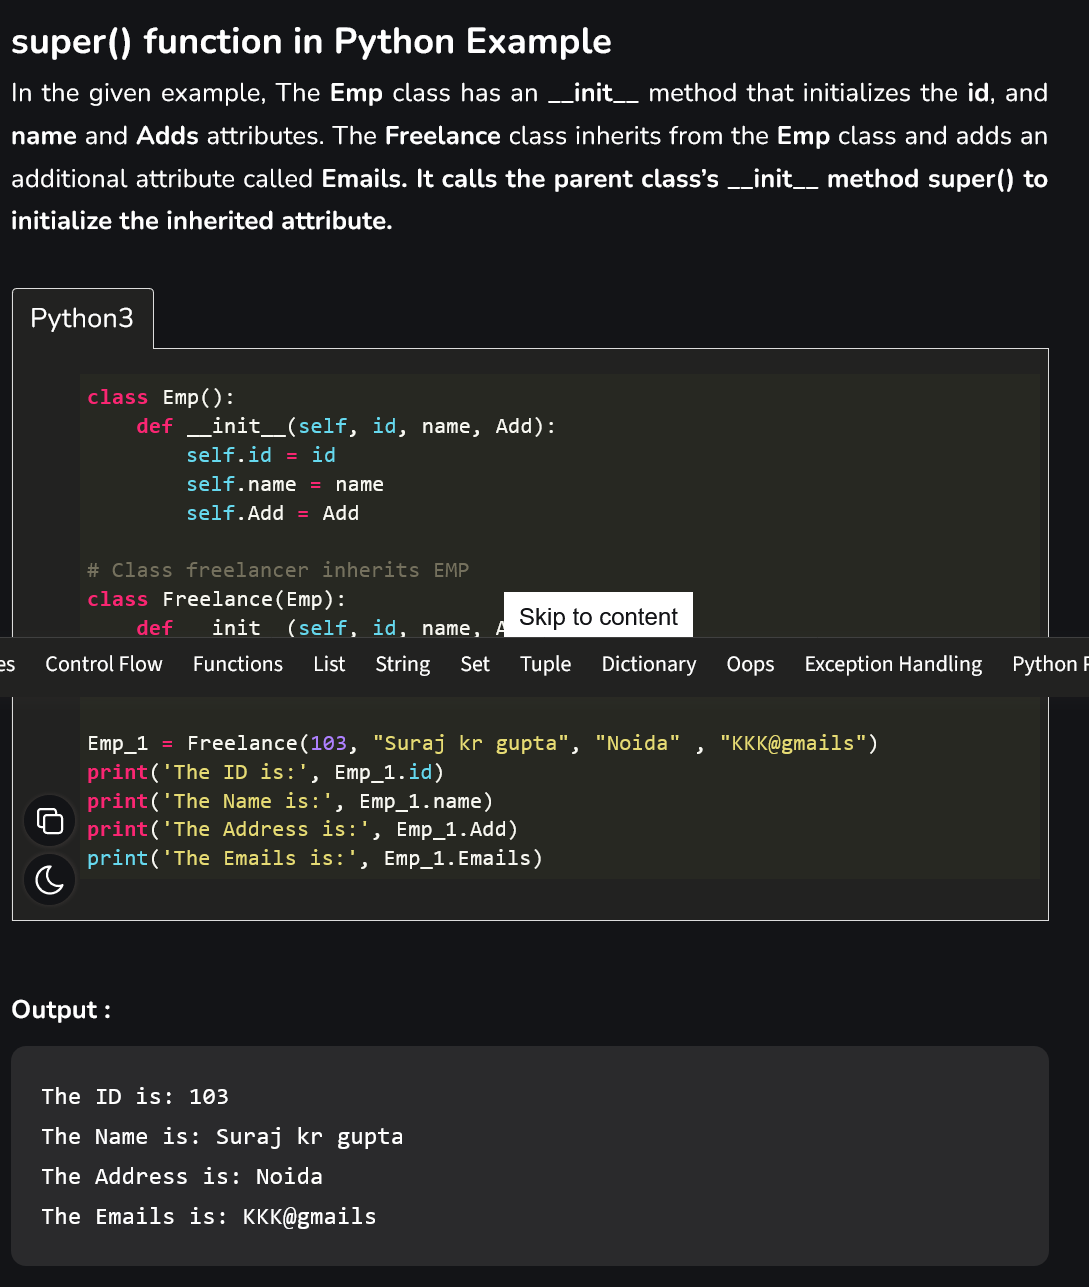 super() function in Python Example
In the given example, The Emp class has an __init__ method that initializes the id, and
name and Adds attributes. The Freelance class inherits from the Emp class and adds an
additional attribute called Emails. It calls the parent class’s __init__ method super() to
initialize the inherited attribute.
Python3
class Emp():
    def __init__(self, id, name, Add):
        self.id = id
        self.name = name
        self.Add = Add
# Class freelancer inherits EMP
class Freelance(Emp):
Skip to content
    def __init__(self, id, name,
es Control Flow Functions List String Set Tuple Dictionary Oops Exception Handling Python
Emp_1 = Freelance(103, "Suraj kr gupta", "Noida" , "KKK@gmails")
print('The ID is:', Emp_1.id)
print('The Name is:', Emp_1.name)
print('The Address is:', Emp_1.Add)
print('The Emails is:', Emp_1.Emails)
Output :
The ID is: 103
The Name is: Suraj kr gupta
The Address is: Noida
The Emails is: KKK@gmails